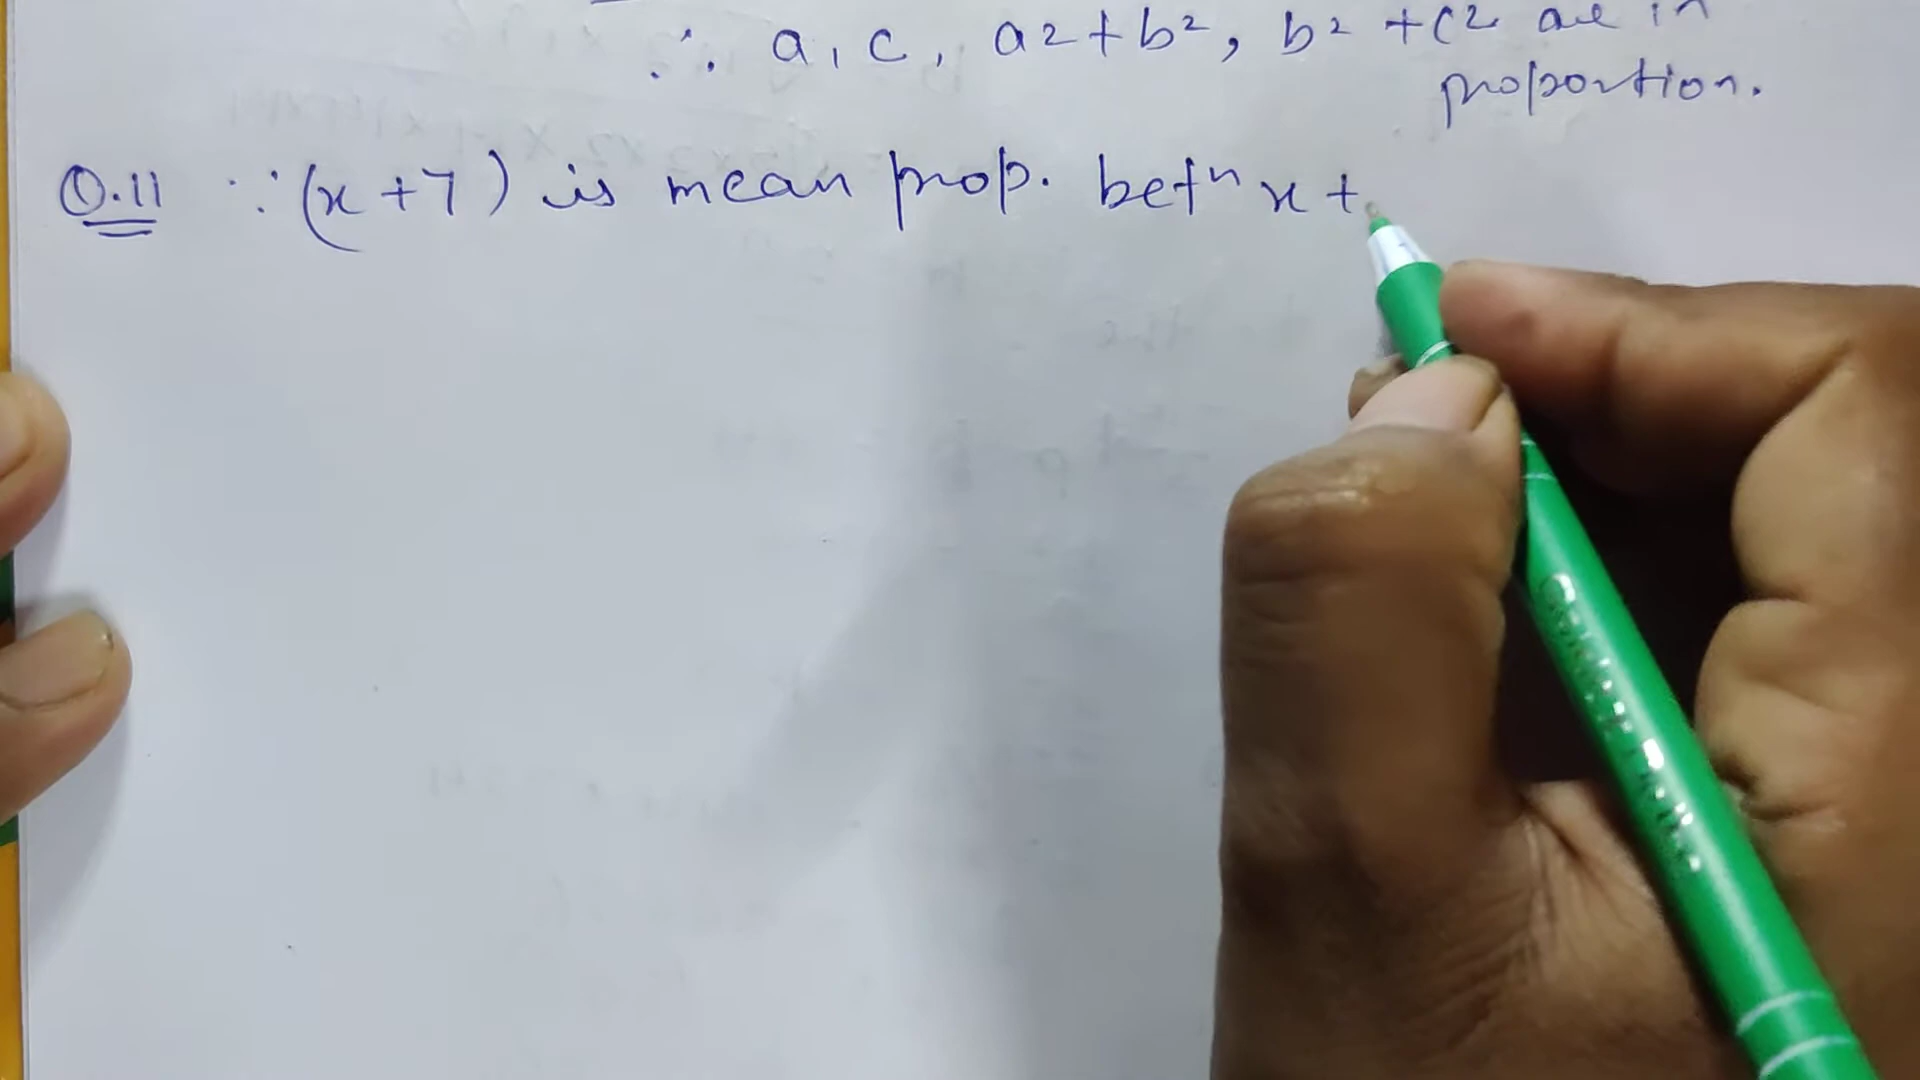 ∴ a, c, a2+b², b² +c2 are in
proportion.
Q.11 ∵ (x+7) is mean prop. betⁿ x +